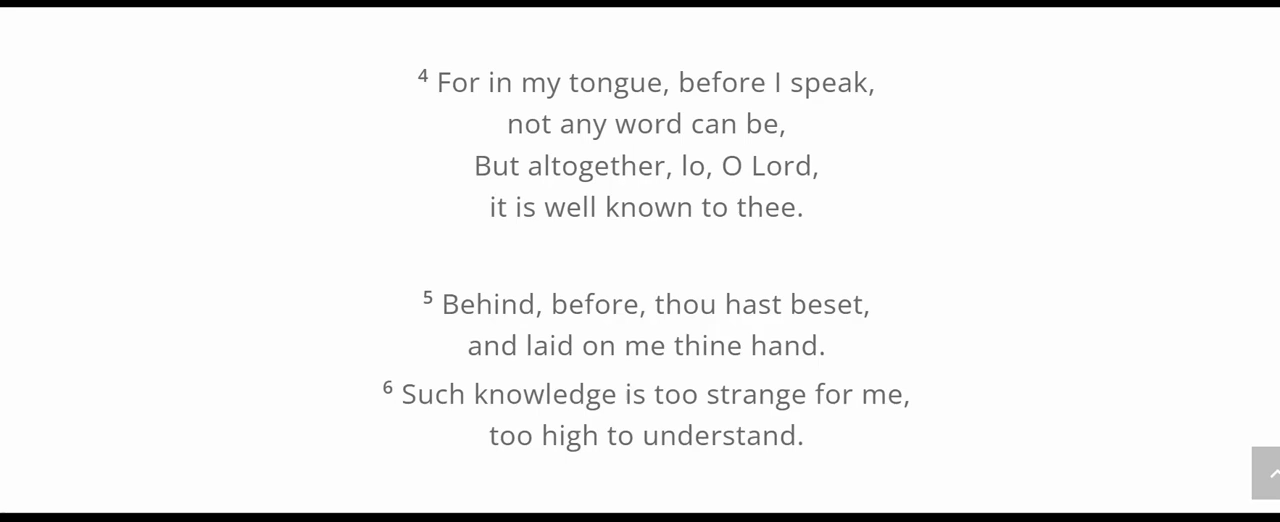 4 For in my tongue, before I speak,
not any word can be,
But altogether, lo, O Lord,
it is well known to thee.
5 Behind, before, thou hast beset,
and laid on me thine hand.
6 Such knowledge is too strange for me,
too high to understand.